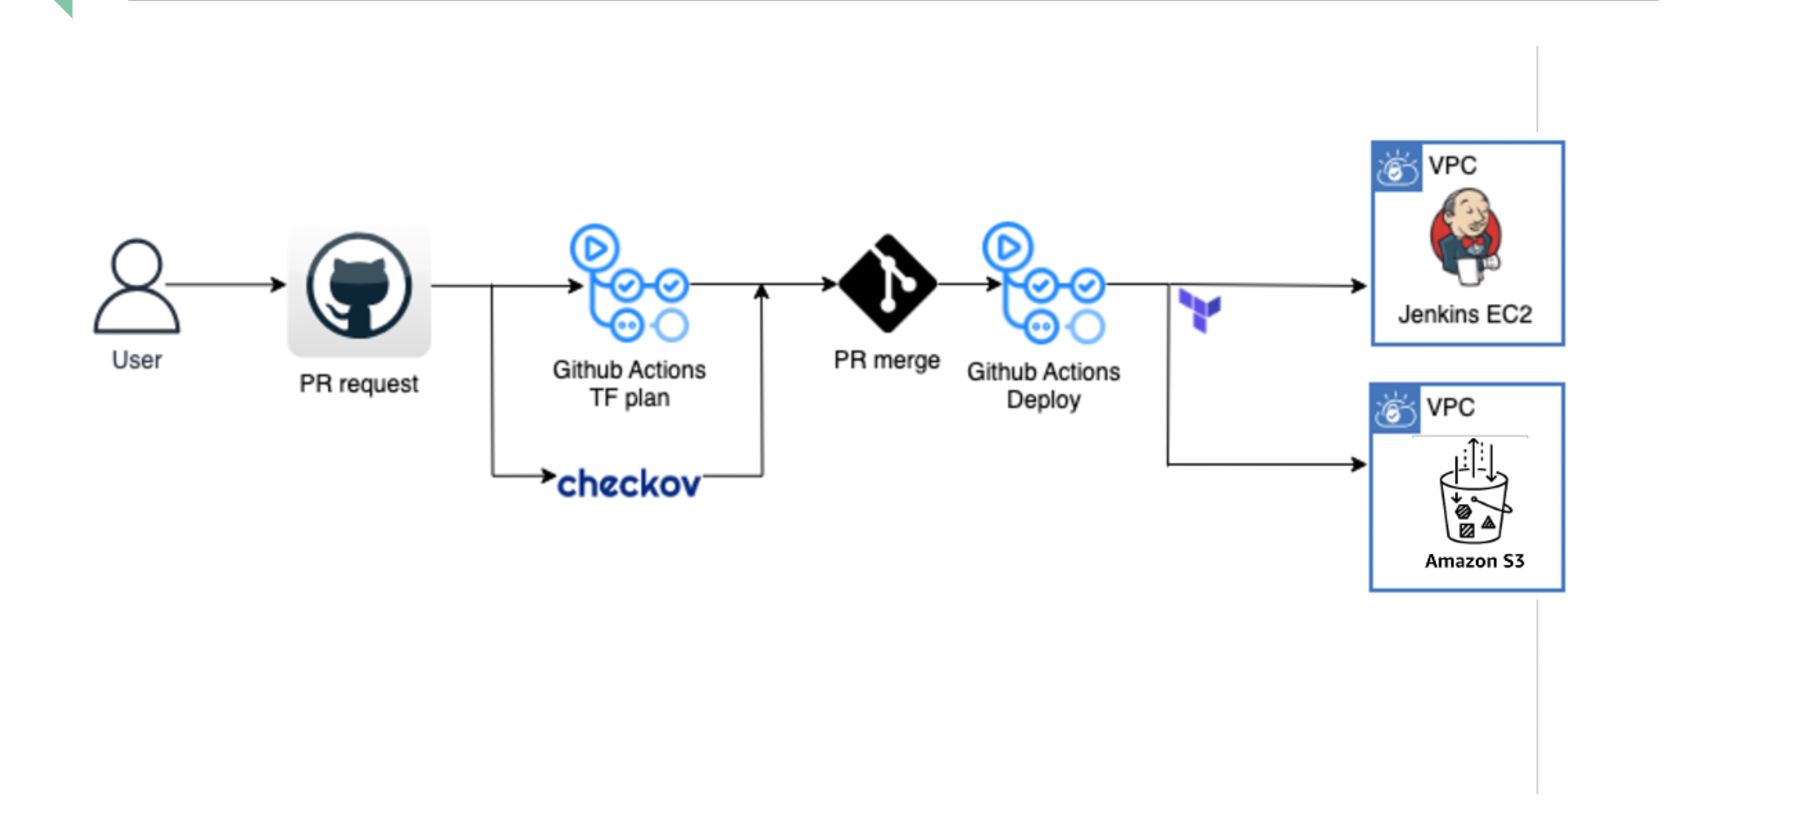 User
PR request
Github Actions
TF plan
checkov
PR merge
Github Actions
Deploy
VPC
Jenkins EC2
VPC
Amazon S3